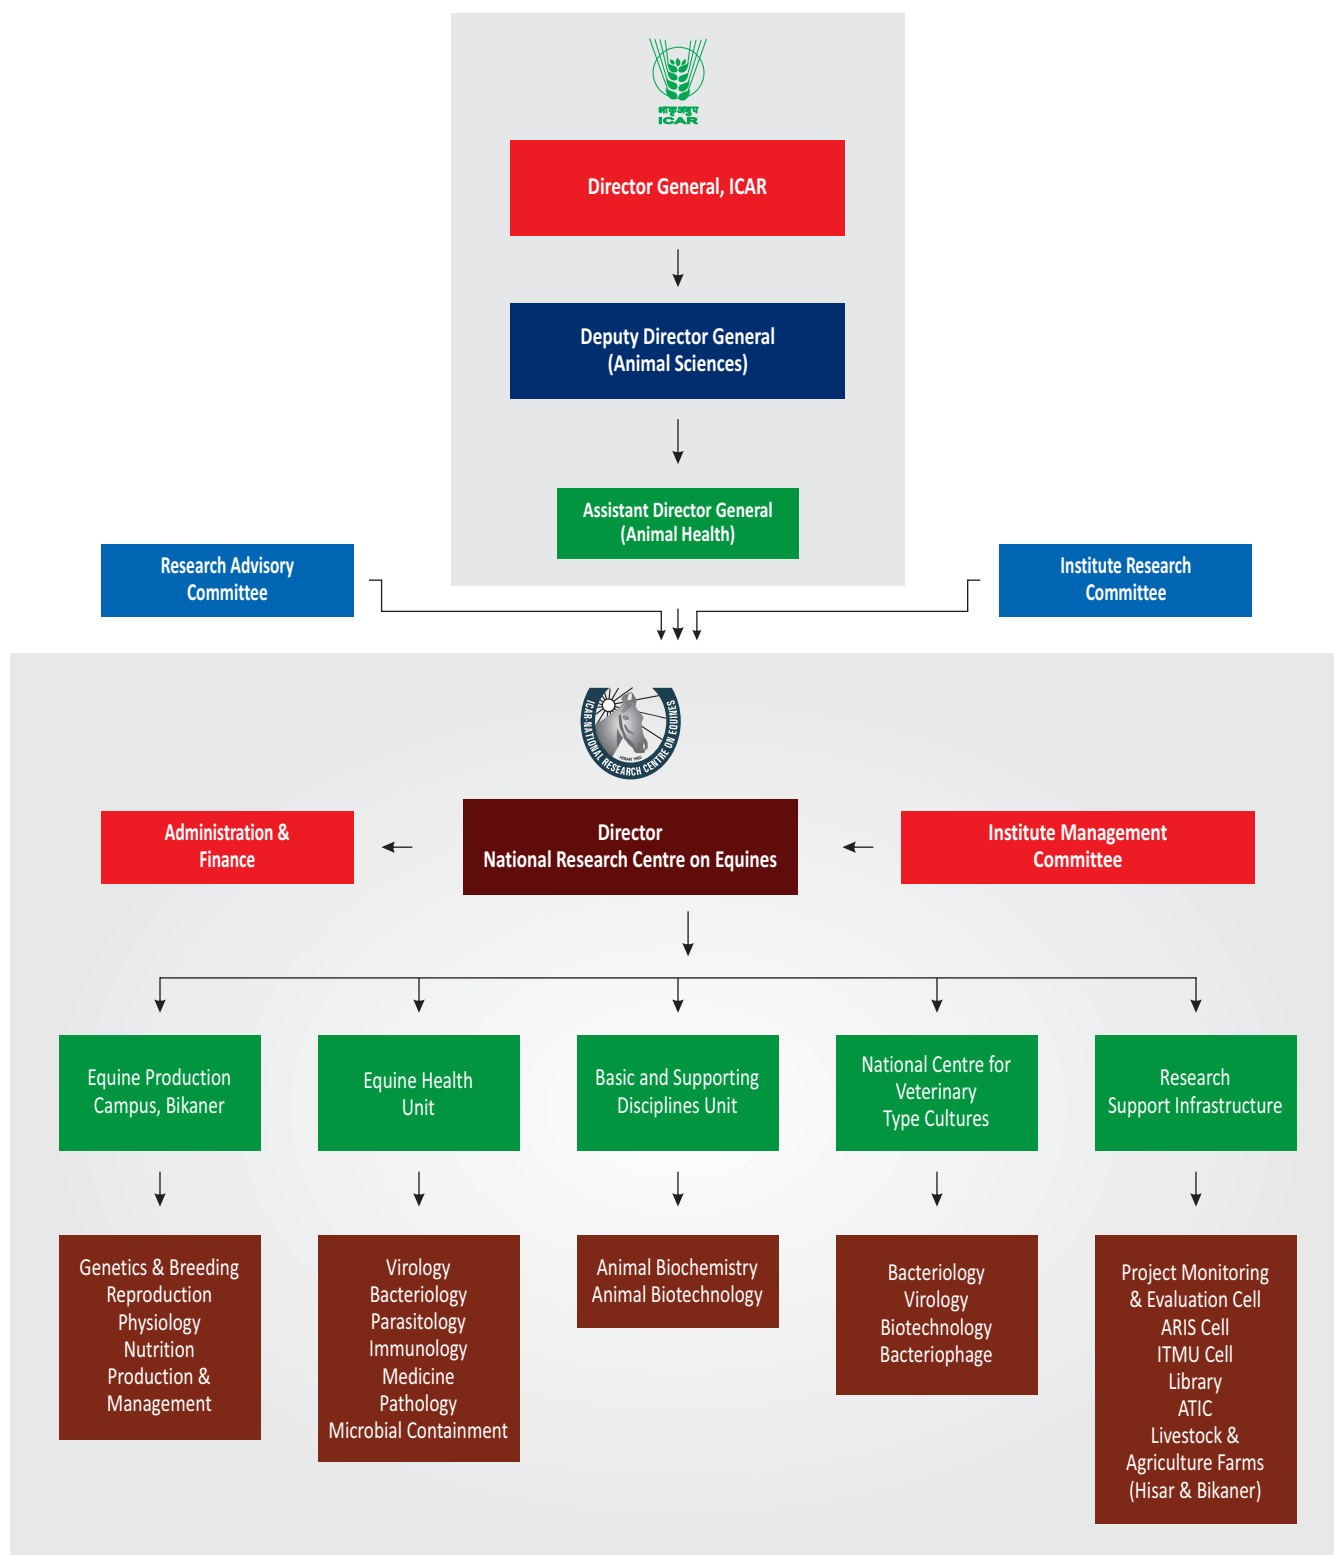 भाकृअनुप
ICAR
Director General, ICAR
Deputy Director General
(Animal Sciences)
Assistant Director General
(Animal Health)
Research Advisory
Committee
Institute Research
Committee
ICAR-NATIONAL RESEARCH CENTRE ON EQUINES
Administration &
Finance
Director
National Research Centre on Equines
Institute Management
Committee
Equine Production
Campus, Bikaner
Equine Health
Unit
Basic and Supporting
Disciplines Unit
National Centre for
Veterinary
Type Cultures
Research
Support Infrastructure
Genetics & Breeding
Reproduction
Physiology
Nutrition
Production &
Management
Virology
Bacteriology
Parasitology
Immunology
Medicine
Pathology
Microbial Containment
Animal Biochemistry
Animal Biotechnology
Bacteriology
Virology
Biotechnology
Bacteriophage
Project Monitoring
& Evaluation Cell
ARIS Cell
ITMU Cell
Library
ATIC
Livestock &
Agriculture Farms
(Hisar & Bikaner)